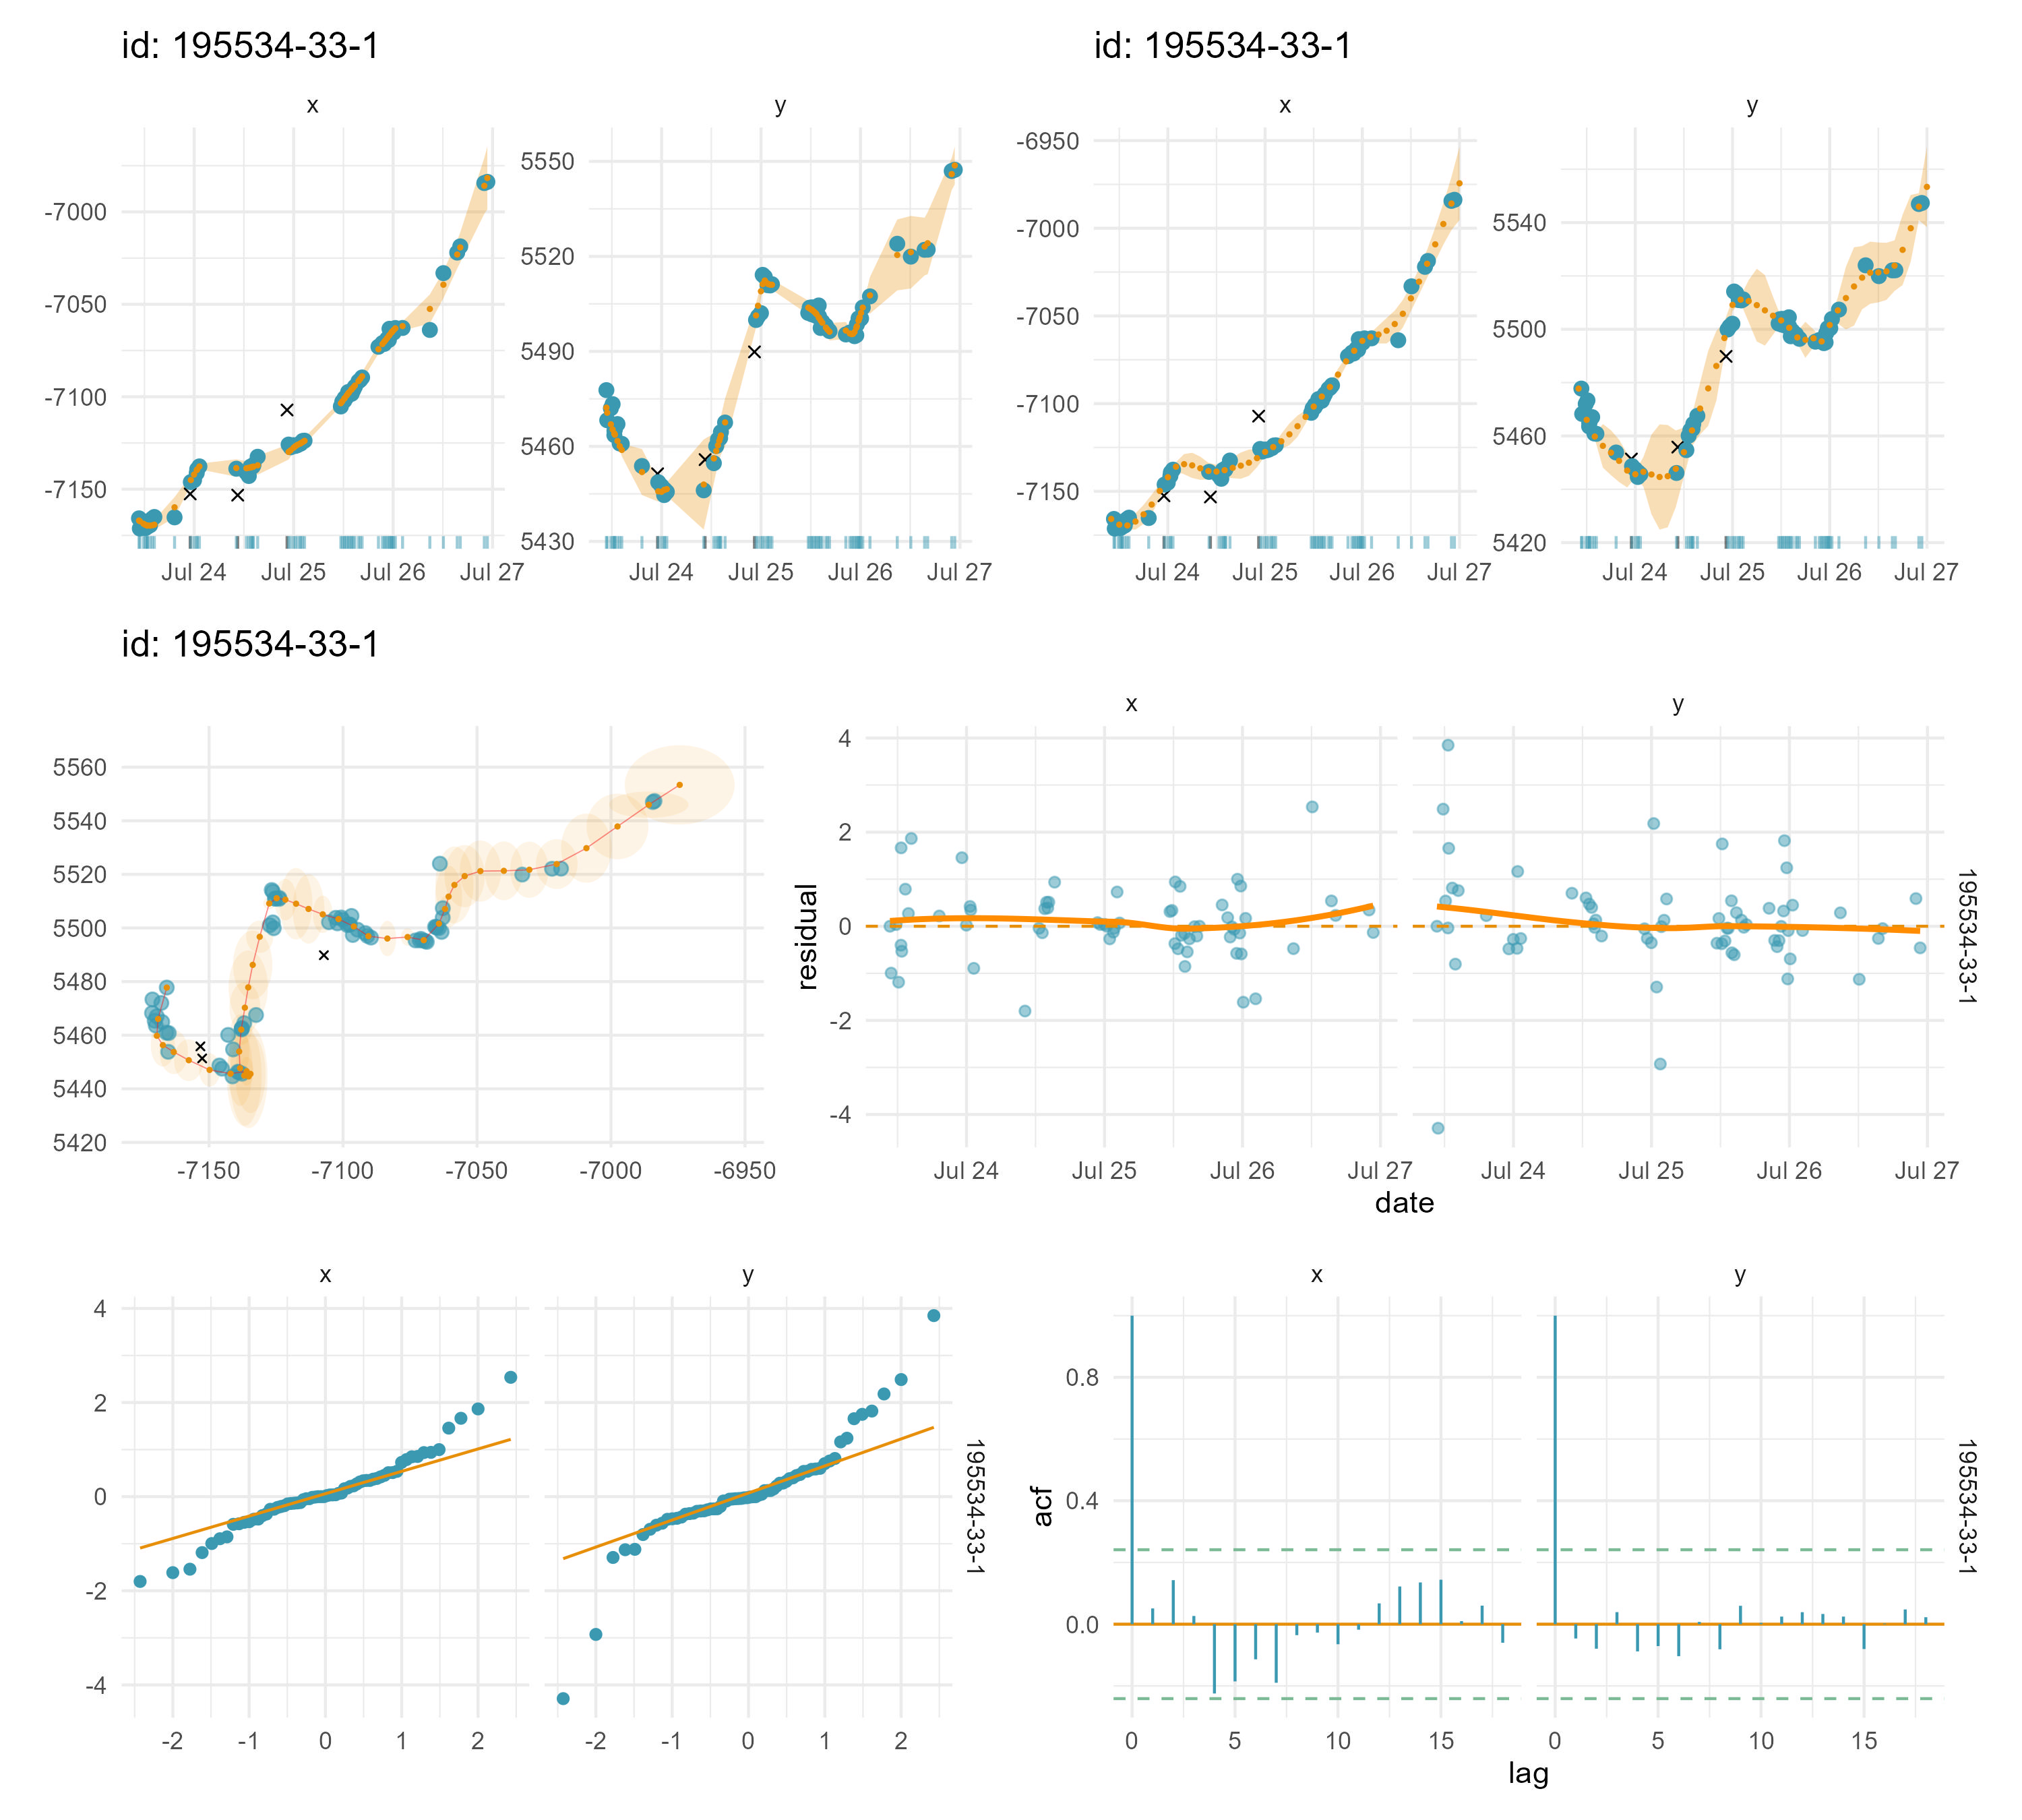 id: 195534-33-1
id: 195534-33-1
x
y
x
y
-7000
-7050
-7100
-7150
5550
5520
5490
5460
5430
-6950
-7000
-7050
-7100
-7150
5540
5500
5460
5420
Jul 24 Jul 25 Jul 26 Jul 27
Jul 24 Jul 25 Jul 26 Jul 27
Jul 24 Jul 25 Jul 26 Jul 27
Jul 24 Jul 25 Jul 26 Jul 27
id: 195534-33-1
5560
5540
5520
5500
5480
5460
5440
5420
-7150 -7100 -7050 -7000 -6950
x
y
4
2
0
-2
-4
residual
195534-33-1
Jul 24 Jul 25 Jul 26 Jul 27
Jul 24 Jul 25 Jul 26 Jul 27
date
x
y
4
2
0
-2
-4
195534-33-1
-2 -1 0 1 2
-2 -1 0 1 2
x
y
0.8
0.4
0.0
acf
195534-33-1
0 5 10 15
0 5 10 15
lag